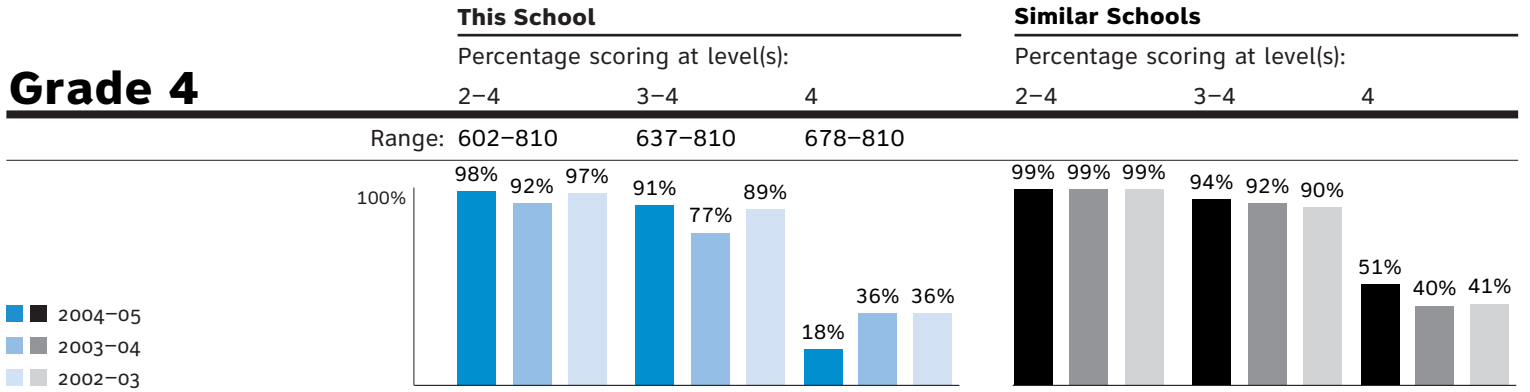 This School
Similar Schools
Percentage scoring at level(s):
Percentage scoring at level(s):
Grade 4
2–4 3–4 4
2–4 3–4 4
Range: 602–810 637–810 678–810
100%
98% 92% 97% 91% 77% 89% 18% 36% 36%
99% 99% 99% 94% 92% 90% 51% 40% 41%
2004–05
2003–04
2002–03